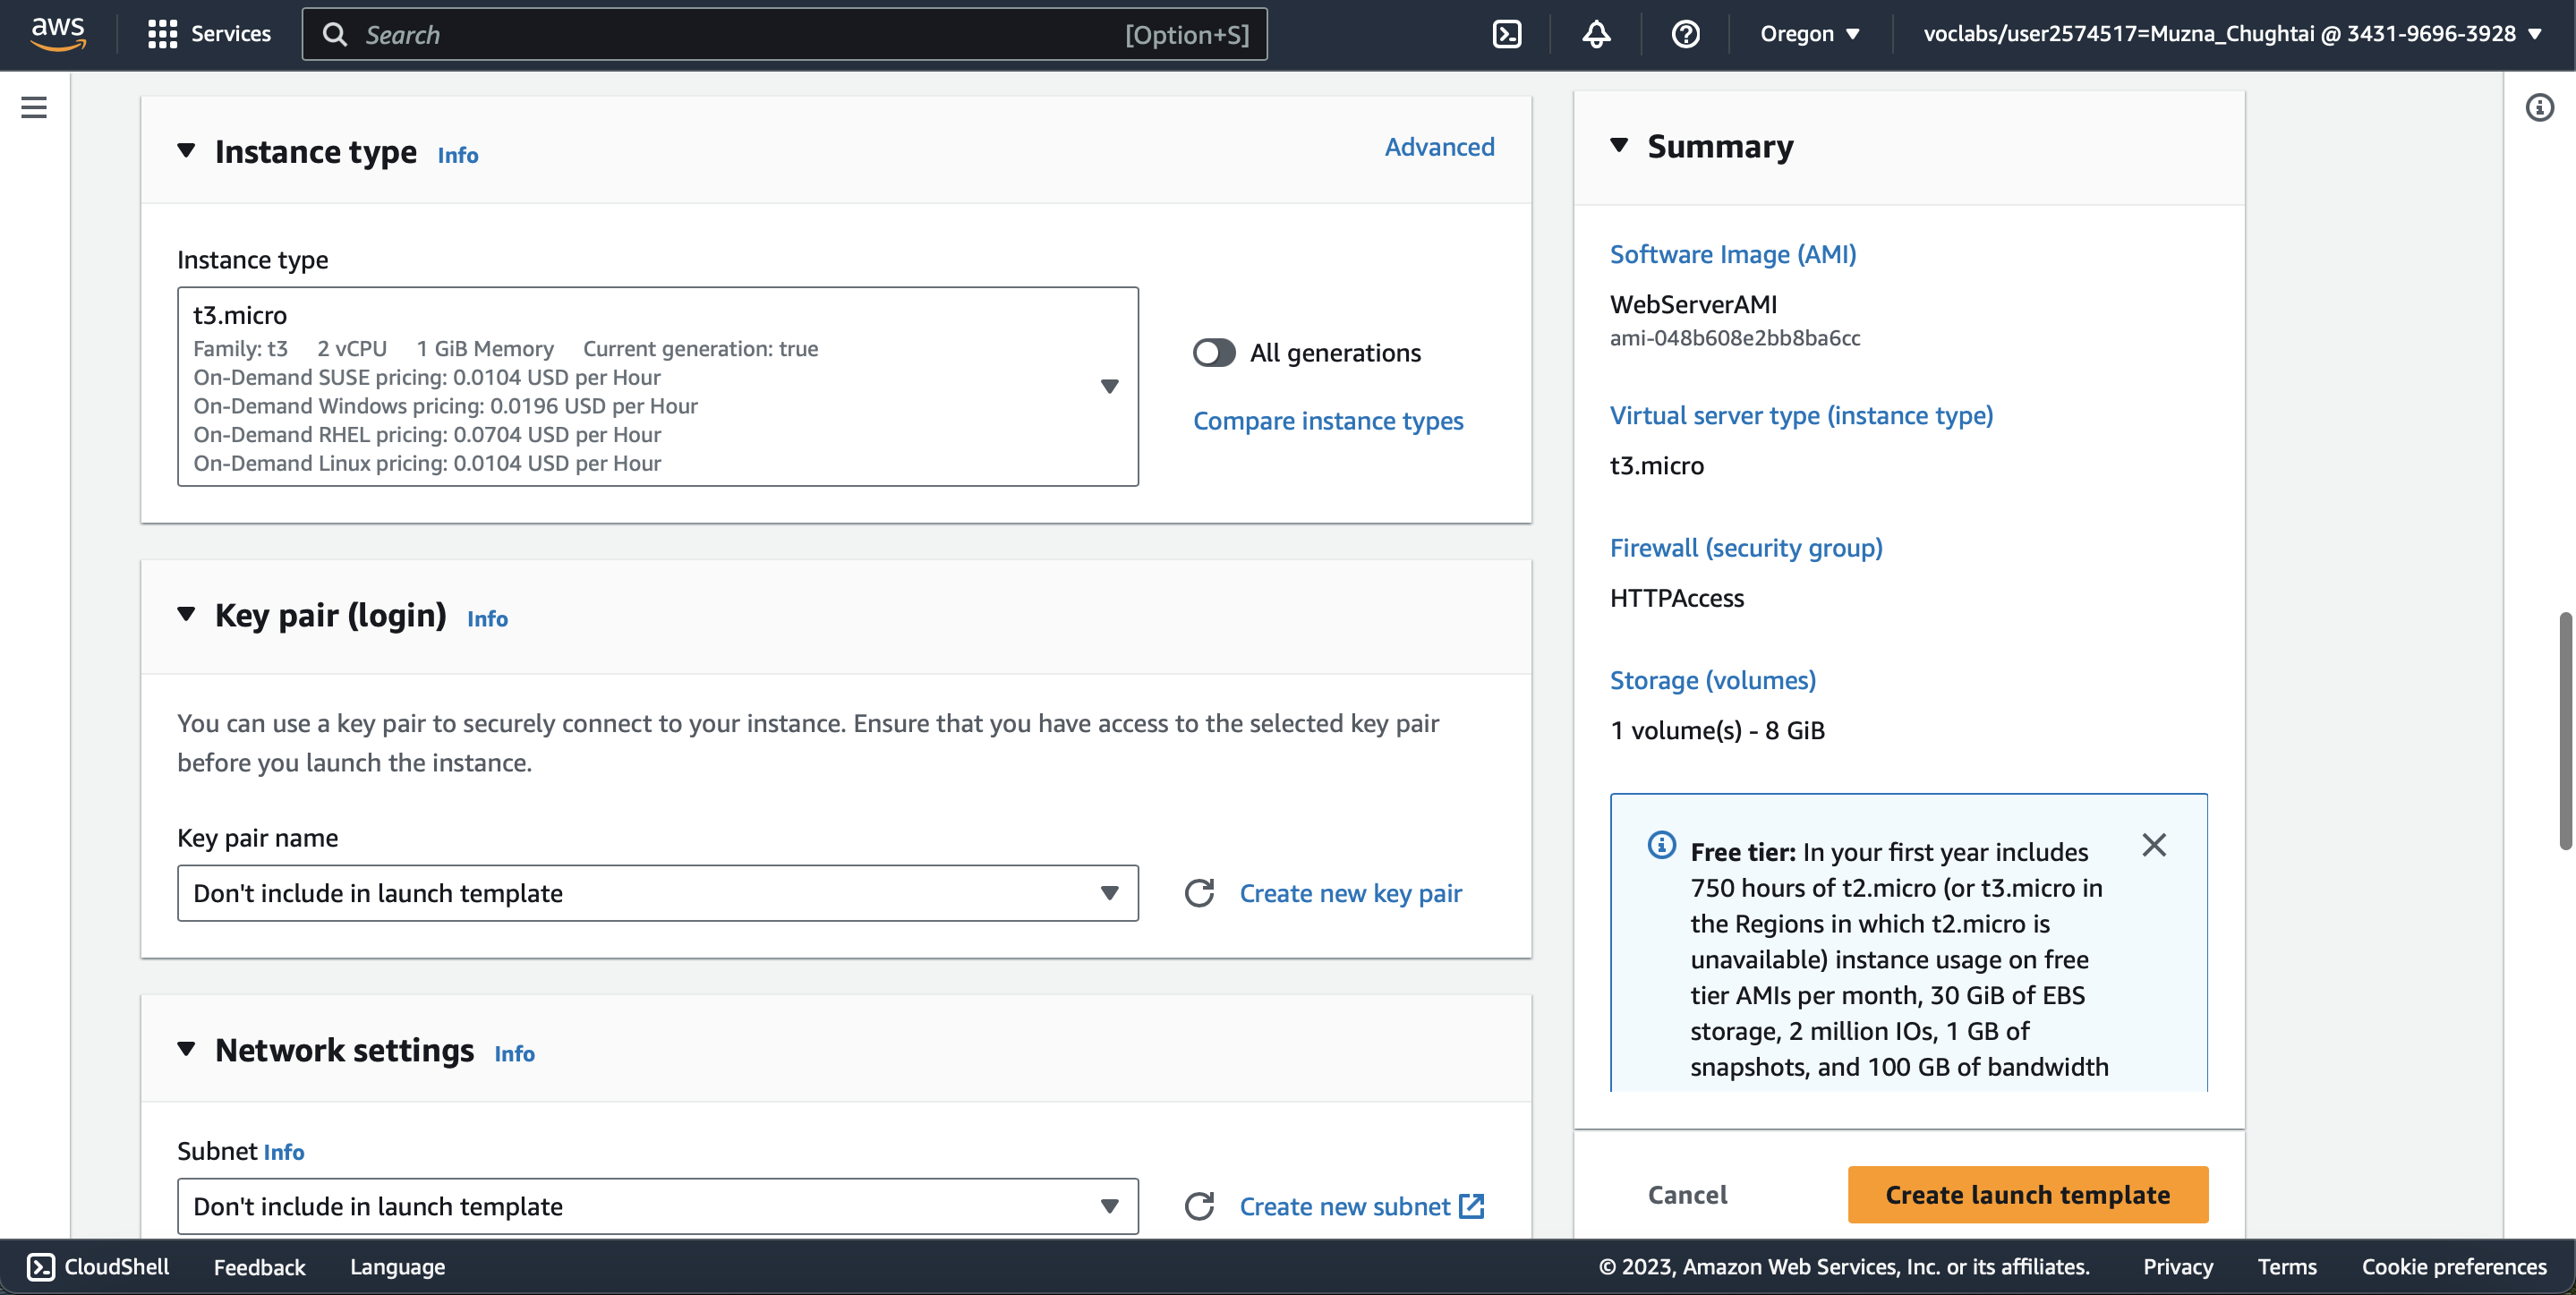 aws
Services
Search
[Option+S]
Oregon
voclabs/user2574517=Muzna_Chughtai @ 3431-9696-3928
Instance type
Info
Advanced
Instance type
t3.micro
Family: t3 2 vCPU 1 GiB Memory Current generation: true
On-Demand SUSE pricing: 0.0104 USD per Hour
On-Demand Windows pricing: 0.0196 USD per Hour
On-Demand RHEL pricing: 0.0704 USD per Hour
On-Demand Linux pricing: 0.0104 USD per Hour
All generations
Compare instance types
Key pair (login)
Info
You can use a key pair to securely connect to your instance. Ensure that you have access to the selected key pair
before you launch the instance.
Key pair name
Don't include in launch template
Create new key pair
Network settings
Info
Subnet Info
Don't include in launch template
Create new subnet
Summary
Software Image (AMI)
WebServerAMI
ami-048b608e2bb8ba6cc
Virtual server type (instance type)
t3.micro
Firewall (security group)
HTTPAccess
Storage (volumes)
1 volume(s) - 8 GiB
Free tier: In your first year includes
750 hours of t2.micro (or t3.micro in
the Regions in which t2.micro is
unavailable) instance usage on free
tier AMIs per month, 30 GiB of EBS
storage, 2 million IOs, 1 GB of
snapshots, and 100 GB of bandwidth
Cancel
Create launch template
CloudShell
Feedback
Language
© 2023, Amazon Web Services, Inc. or its affiliates.
Privacy
Terms
Cookie preferences